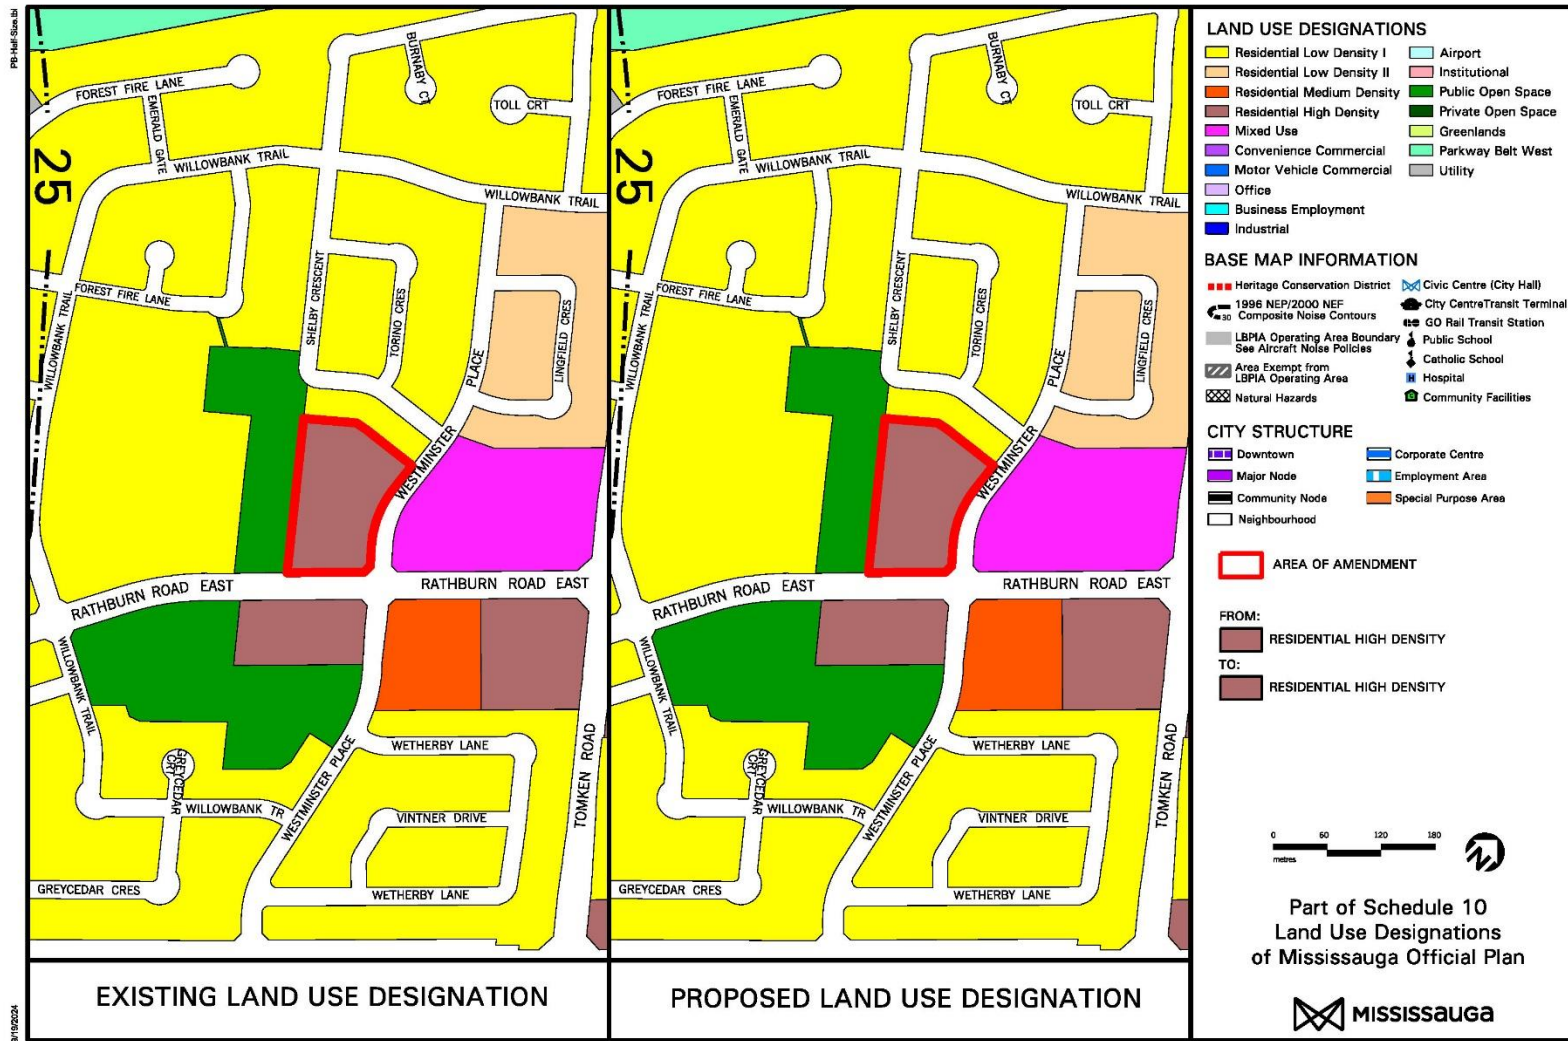 PB-Half-Size.tbl
FOREST FIRE LANE
EMERALD GATE
BURNABY CT
TOLL CRT
25
WILLOWBANK TRAIL
WILLOWBANK TRAIL
WILLOWBANK TRAIL
FOREST FIRE LANE
SHELBY CRESCENT
TORINO CRES
LINGFIELD CRES
WESTMINSTER PLACE
RATHBURN ROAD EAST
RATHBURN ROAD EAST
WILLOWBANK TRAIL
GREYCEDAR CRT
WILLOWBANK TR
WESTMINSTER PLACE
WETHERBY LANE
VINTNER DRIVE
TOMKEN ROAD
GREYCEDAR CRES
WETHERBY LANE
EXISTING LAND USE DESIGNATION
FOREST FIRE LANE
EMERALD GATE
BURNABY CT
TOLL CRT
25
WILLOWBANK TRAIL
WILLOWBANK TRAIL
WILLOWBANK TRAIL
FOREST FIRE LANE
SHELBY CRESCENT
TORINO CRES
LINGFIELD CRES
WESTMINSTER PLACE
RATHBURN ROAD EAST
RATHBURN ROAD EAST
WILLOWBANK TRAIL
GREYCEDAR CRT
WILLOWBANK TR
WESTMINSTER PLACE
WETHERBY LANE
VINTNER DRIVE
TOMKEN ROAD
GREYCEDAR CRES
WETHERBY LANE
PROPOSED LAND USE DESIGNATION
LAND USE DESIGNATIONS
Residential Low Density I
Residential Low Density II
Residential Medium Density
Residential High Density
Mixed Use
Convenience Commercial
Motor Vehicle Commercial
Office
Business Employment
Industrial
Airport
Institutional
Public Open Space
Private Open Space
Greenlands
Parkway Belt West
Utility
BASE MAP INFORMATION
Heritage Conservation District
30
1996 NEP/2000 NEF
Composite Noise Contours
LBPIA Operating Area Boundary
See Aircraft Noise Policies
Area Exempt from
LBPIA Operating Area
Natural Hazards
Civic Centre (City Hall)
City CentreTransit Terminal
GO Rail Transit Station
Public School
Catholic School
H Hospital
Community Facilities
CITY STRUCTURE
Downtown
Major Node
Community Node
Neighbourhood
Corporate Centre
Employment Area
Special Purpose Area
AREA OF AMENDMENT
FROM:
RESIDENTIAL HIGH DENSITY
TO:
RESIDENTIAL HIGH DENSITY
0 60 120 180
metres
Part of Schedule 10
Land Use Designations
of Mississauga Official Plan
MISSISSauGa